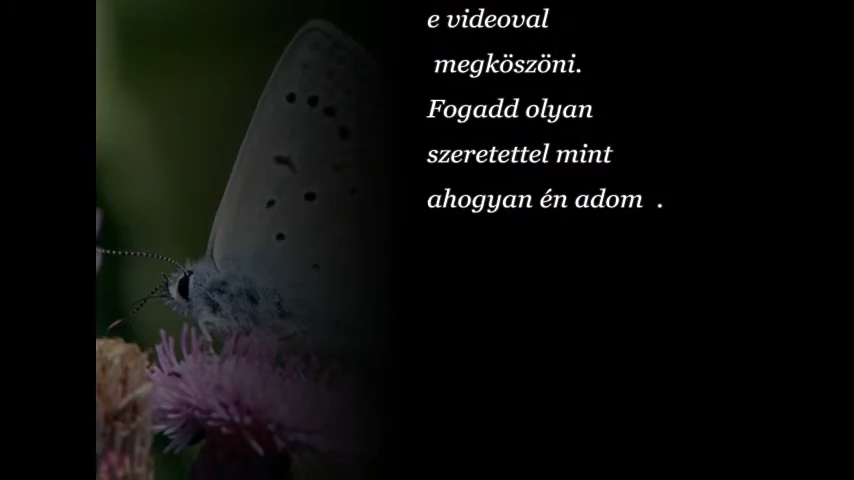 e videoval
megköszöni.
Fogadd olyan
szeretettel mint
ahogyan én adom .